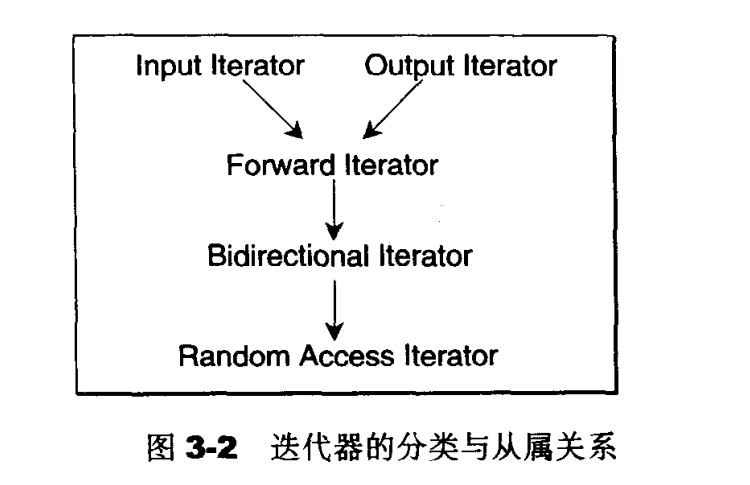 Input Iterator Output Iterator
Forward Iterator
Bidirectional Iterator
Random Access Iterator
图 3-2 迭代器的分类与从属关系